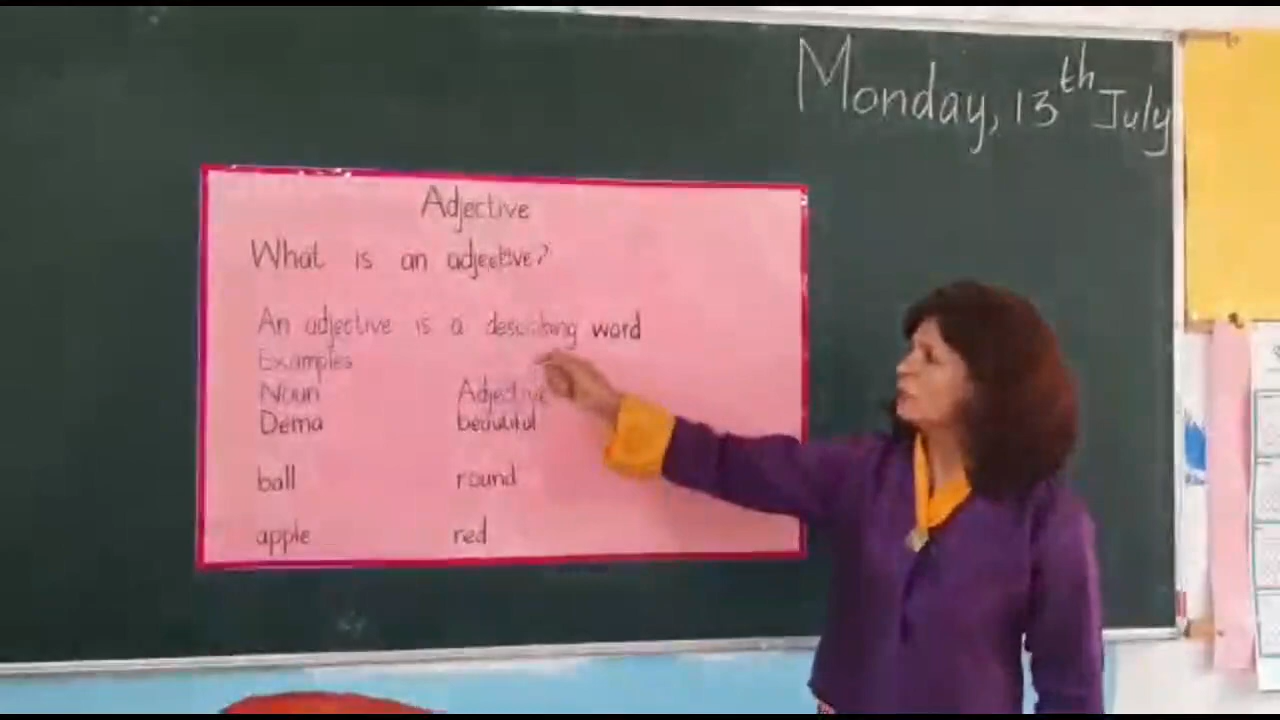 Monday, 13th July
Adjective
What is an adjective?
An adjective is a describing word
Examples
Noun Adjective
Dema beautiful
ball round
apple red